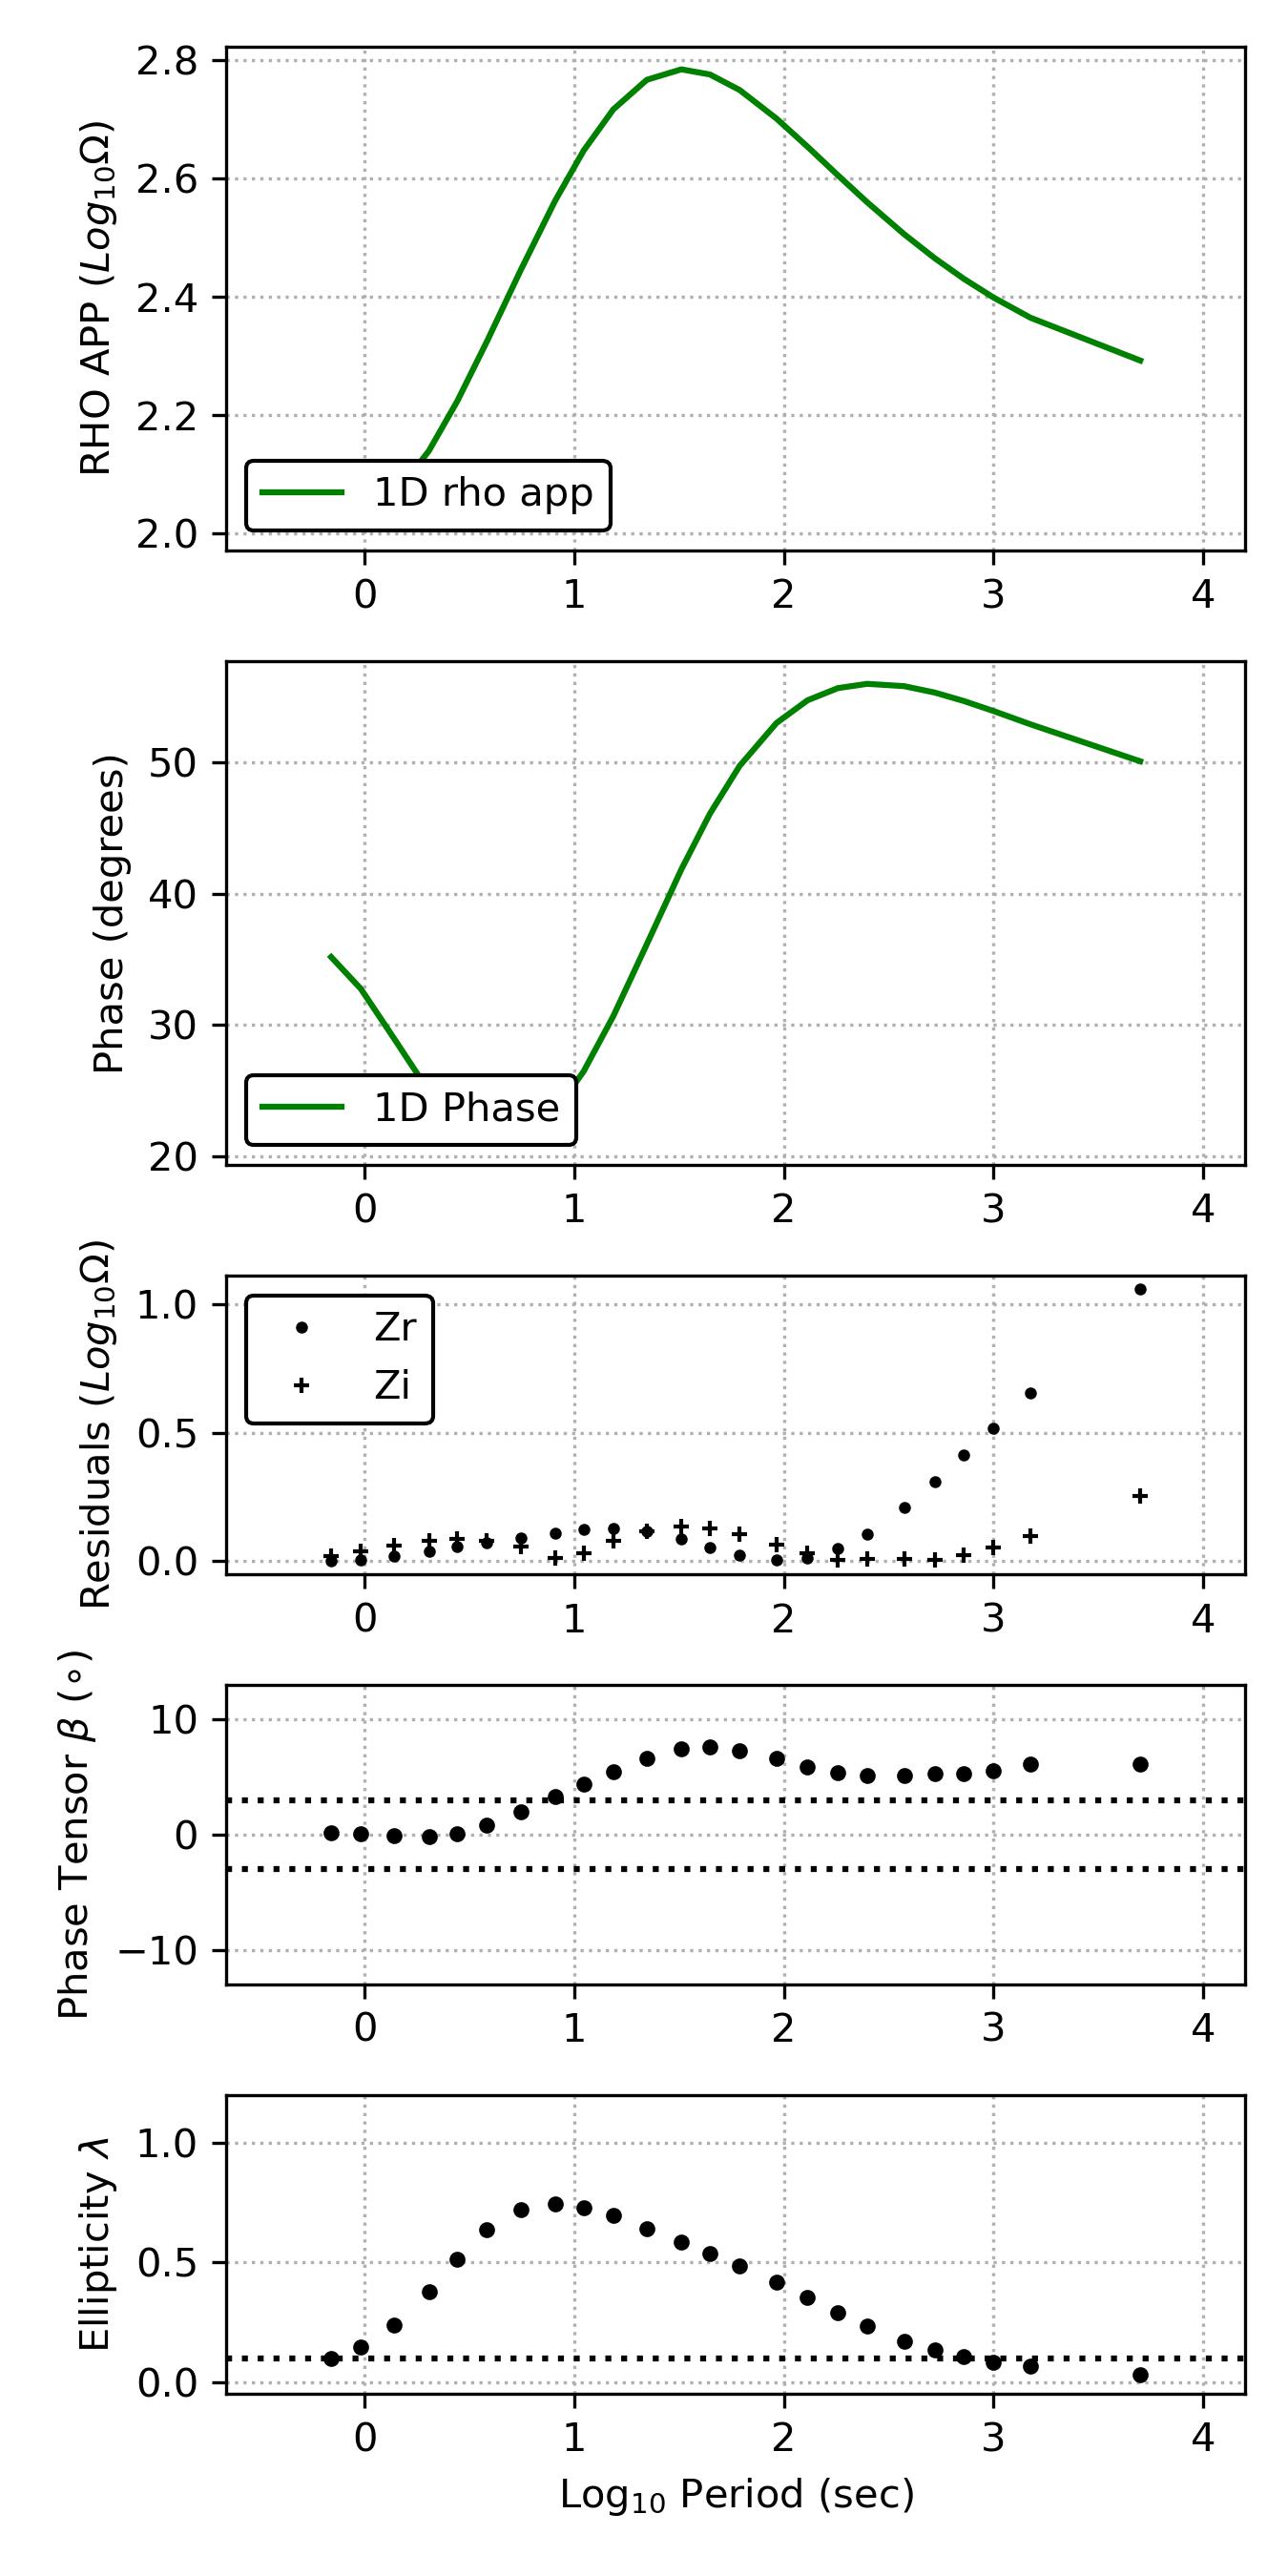 RHO APP (Log₁₀Ω)
2.8
2.6
2.4
2.2
2.0
1D rho app
0 1 2 3 4
Phase (degrees)
50
40
30
20
1D Phase
0 1 2 3 4
Residuals (Log₁₀Ω)
1.0
0.5
0.0
Zr
Zi
0 1 2 3 4
Phase Tensor β (∘)
10
0
−10
0 1 2 3 4
Ellipticity λ
1.0
0.5
0.0
0 1 2 3 4
Log₁₀ Period (sec)